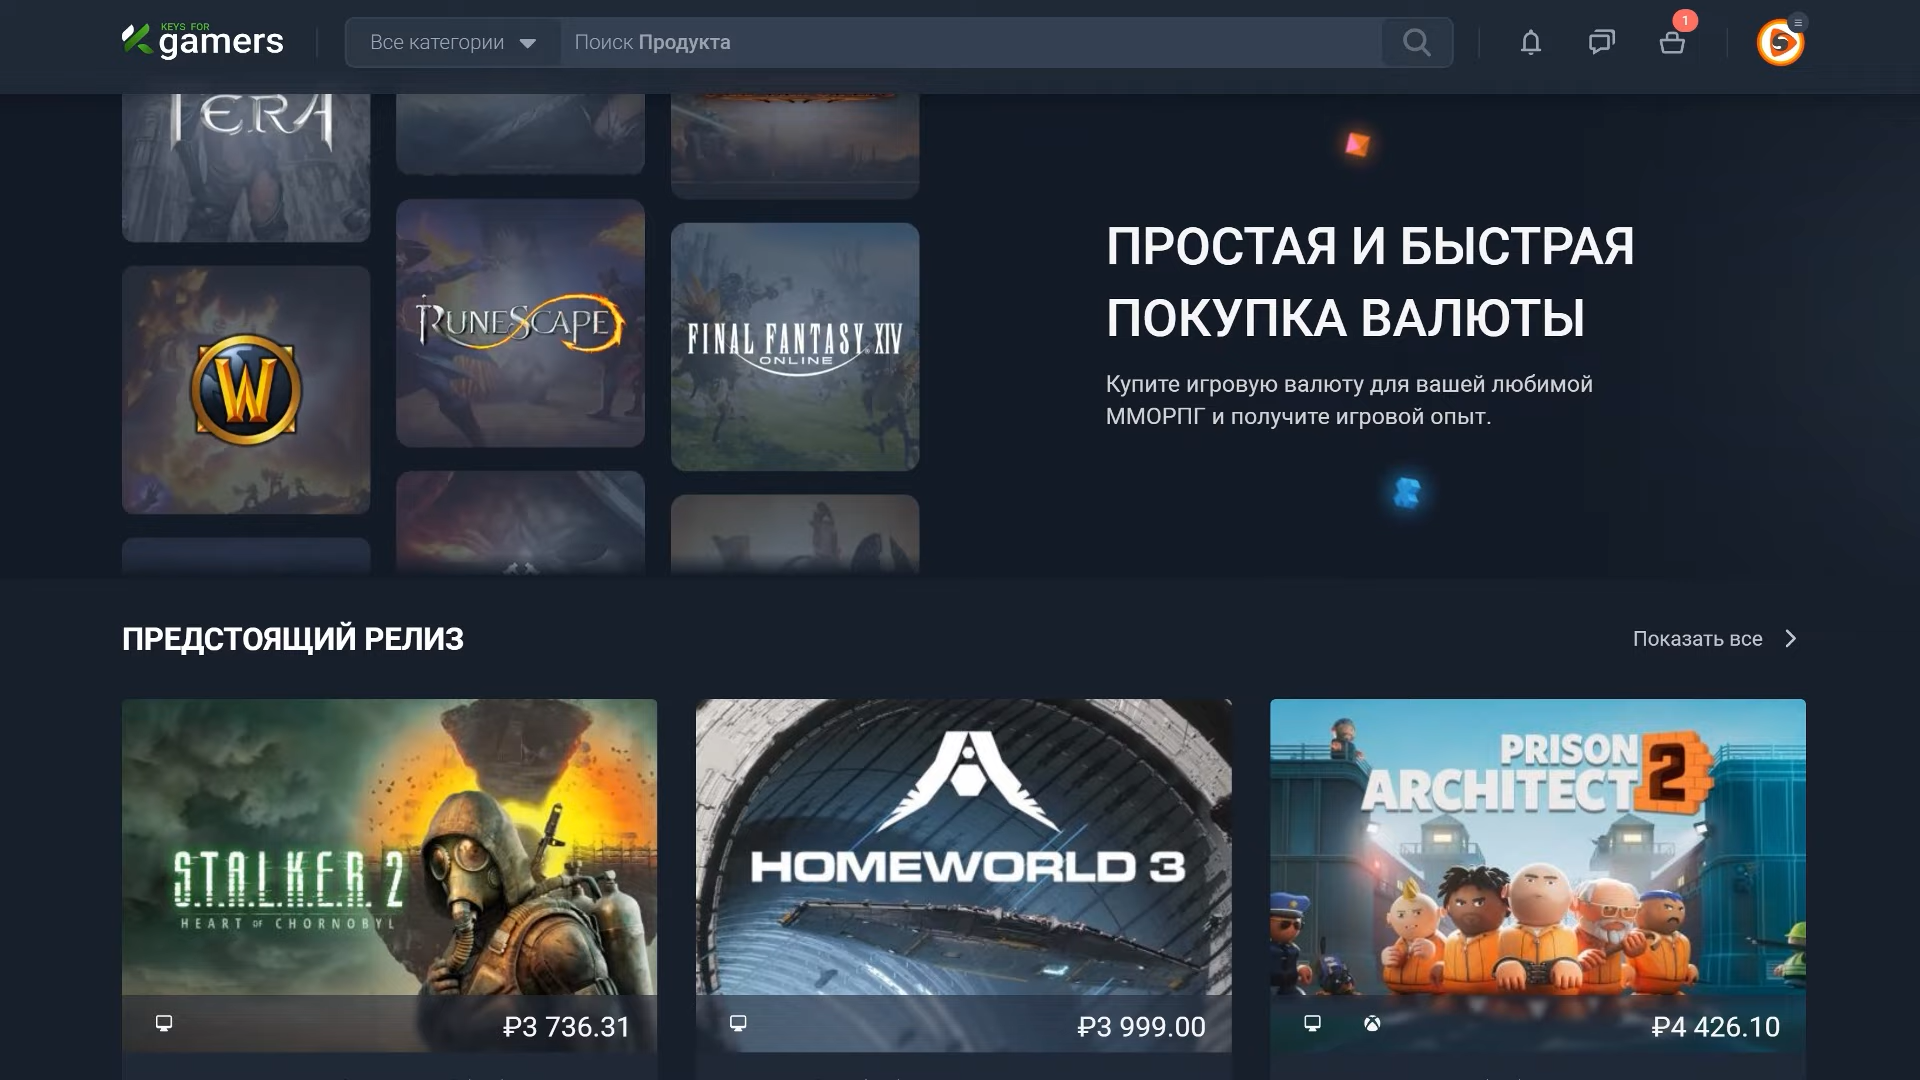 KEYS FOR
gamers
Все категории
Поиск Продукта
1
TERA
W
RUNESCAPE
FINAL FANTASY XIV
ONLINE
ПРОСТАЯ И БЫСТРАЯ
ПОКУПКА ВАЛЮТЫ
Купите игровую валюту для вашей любимой
ММОРПГ и получите игровой опыт.
ПРЕДСТОЯЩИЙ РЕЛИЗ
Показать все
S.T.A.L.K.E.R. 2
HEART OF CHORNOBYL
₽3 736.31
HOMEWORLD 3
₽3 999.00
PRISON
ARCHITECT 2
₽4 426.10